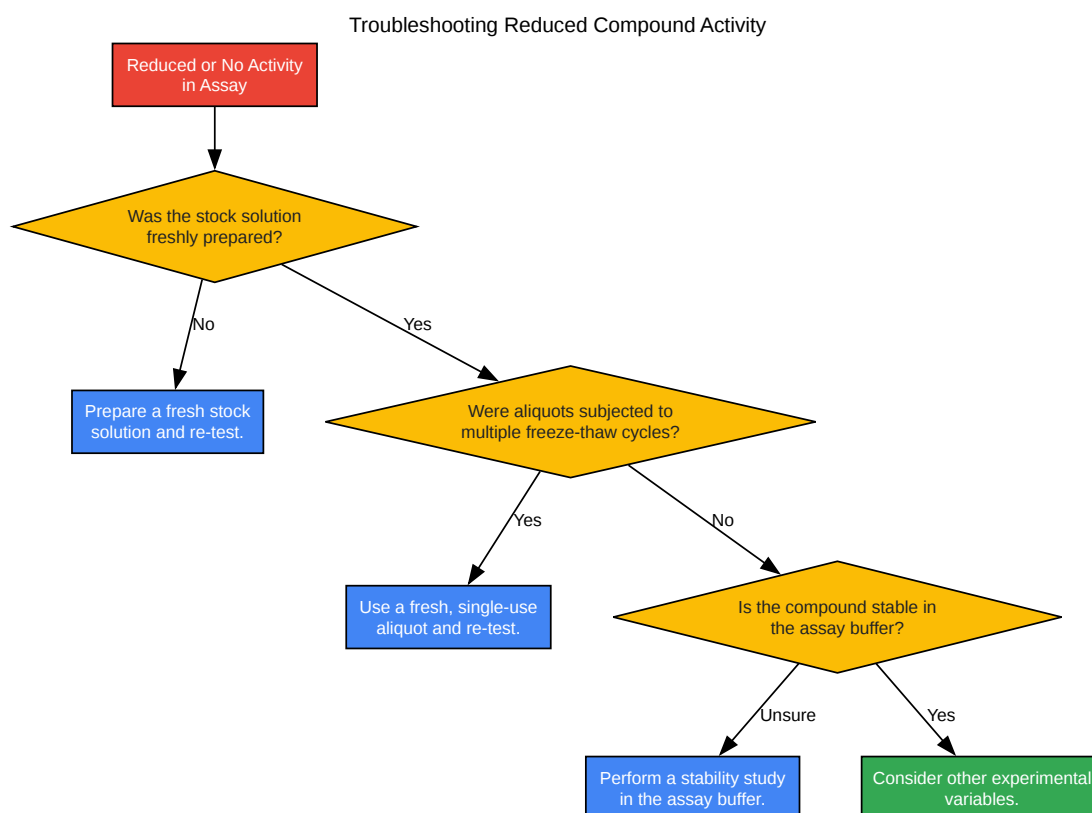 Troubleshooting Reduced Compound Activity
Reduced or No Activity
in Assay
Was the stock solution
freshly prepared?
No
Yes
Prepare a fresh stock
solution and re-test.
Were aliquots subjected to
multiple freeze-thaw cycles?
Yes
No
Use a fresh, single-use
aliquot and re-test.
Is the compound stable in
the assay buffer?
Unsure
Yes
Perform a stability study
in the assay buffer.
Consider other experimental
variables.